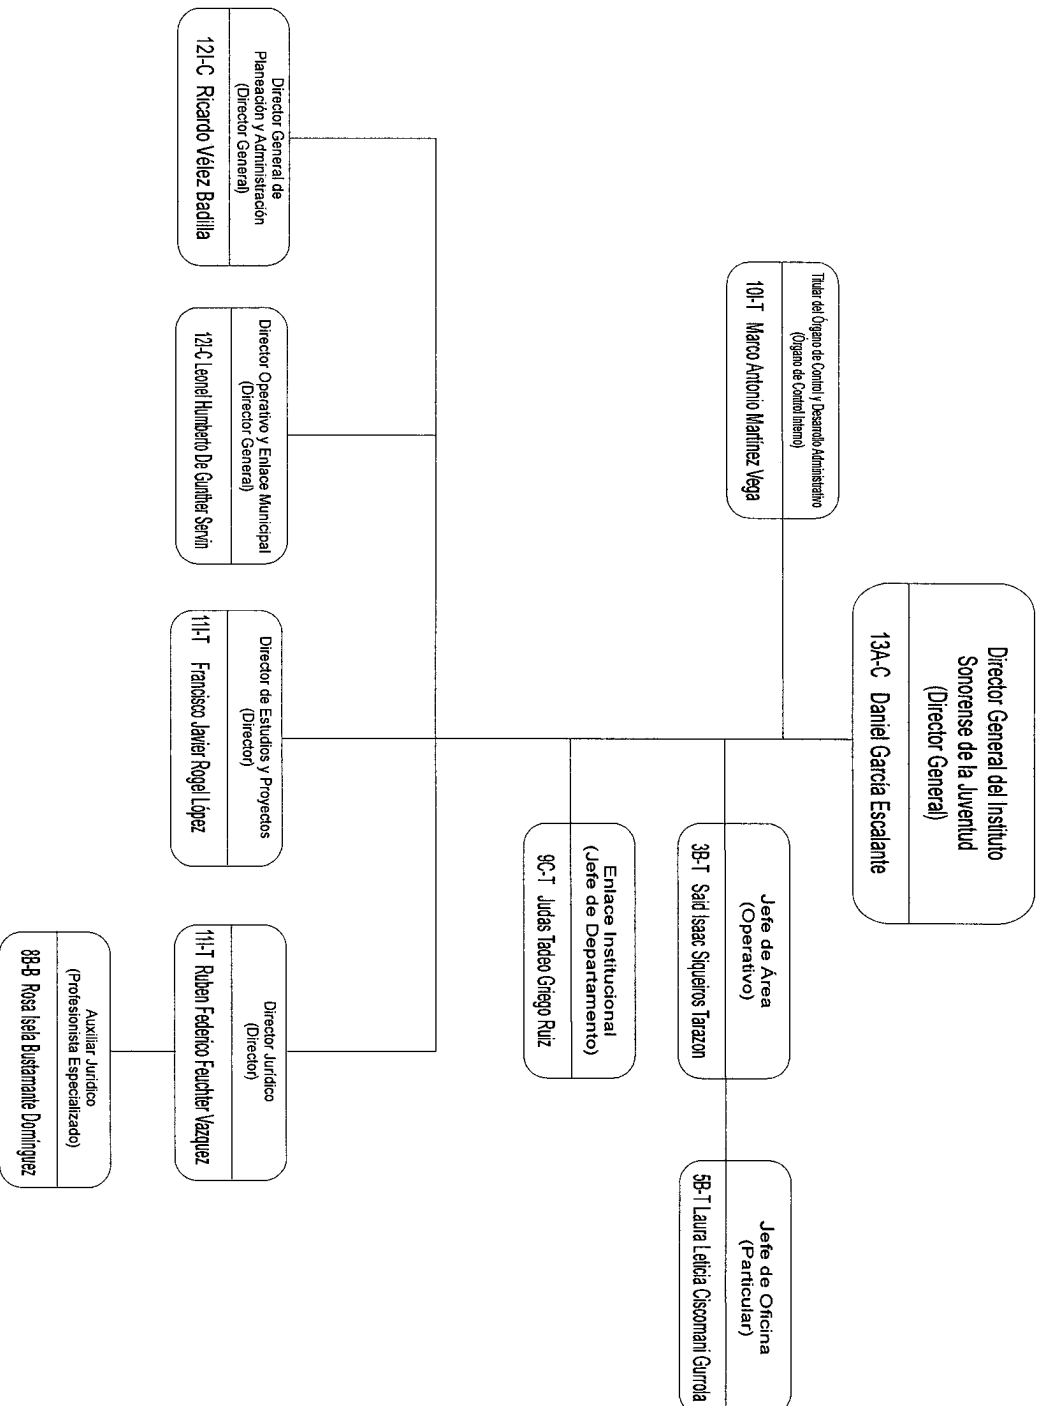 Director General del Instituto
Sonorense de la Juventud
(Director General)
13A-C Daniel García Escalante
Titular del Órgano de Control y Desarrollo Administrativo
(Órgano de Control Interno)
10I-T Marco Antonio Martínez Vega
Jefe de Área
(Operativo)
3B-T Said Isaac Siqueiros Tarazon
Jefe de Oficina
(Particular)
5B-T Laura Leticia Ciscomani Gurrola
Enlace Institucional
(Jefe de Departamento)
9C-T Judas Tadeo Griego Ruiz
Director General de
Planeación y Administración
(Director General)
12I-C Ricardo Vélez Badilla
Director Operativo y Enlace Municipal
(Director General)
12I-C Leonel Humberto De Gunther Servin
Director de Estudios y Proyectos
(Director)
11I-T Francisco Javier Rogel López
Director Jurídico
(Director)
11I-T Ruben Federico Feuchter Vazquez
Auxiliar Jurídico
(Profesionista Especializado)
8B-B Rosa Isela Bustamante Domínguez